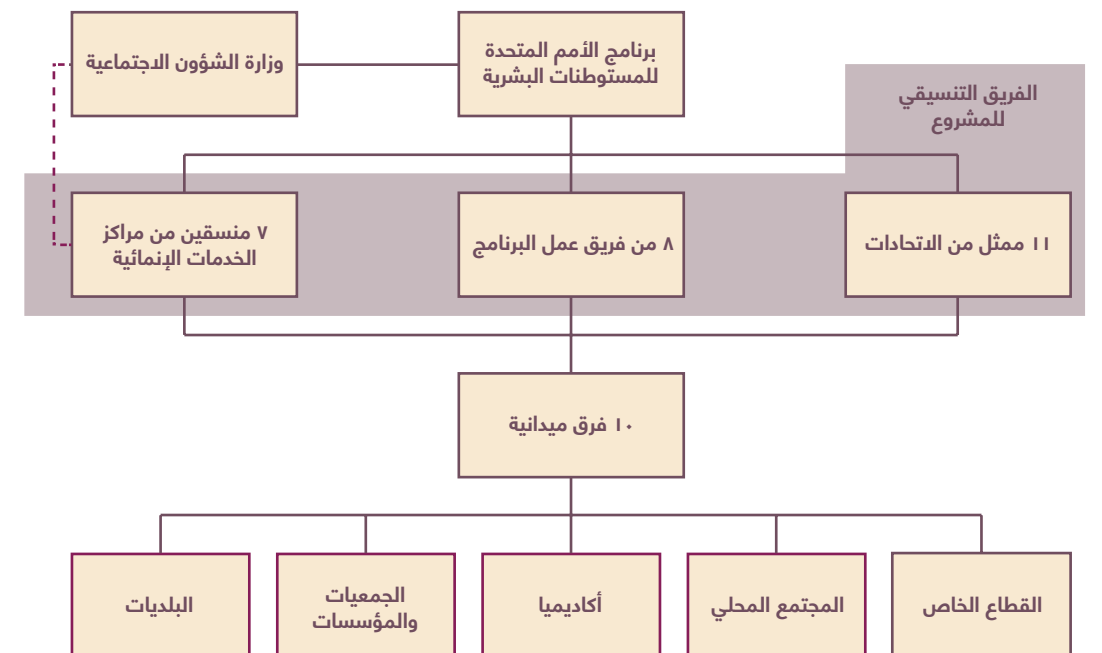 برنامج الأمم المتحدة
للمستوطنات البشرية
وزارة الشؤون الاجتماعية
الفريق التنسيقي
للمشروع
١١ ممثل من الاتحادات
٨ من فريق عمل البرنامج
٧ منسقين من مراكز
الخدمات الإنمائية
١٠ فرق ميدانية
القطاع الخاص
المجتمع المحلي
أكاديميا
الجمعيات
والمؤسسات
البلديات